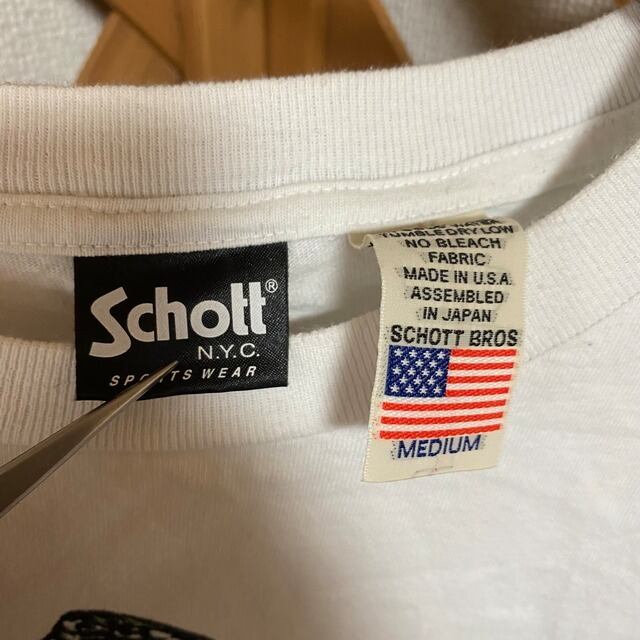 Schott®
N.Y.C.
SPORTS WEAR
TUMBLE DRY LOW
NO BLEACH
FABRIC
MADE IN U.S.A.
ASSEMBLED
IN JAPAN
SCHOTT BROS
MEDIUM